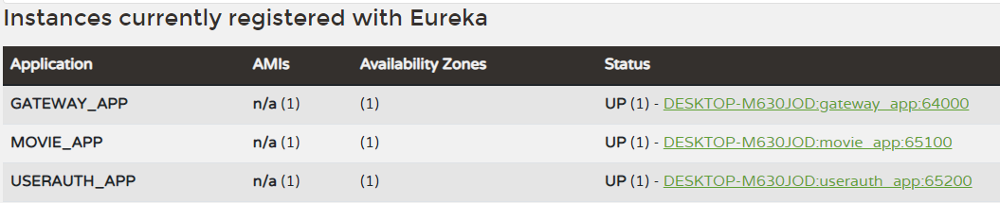 Instances currently registered with Eureka
Application AMIs Availability Zones Status
GATEWAY_APP n/a (1) (1) UP (1) - DESKTOP-M630JOD:gateway_app:64000
MOVIE_APP n/a (1) (1) UP (1) - DESKTOP-M630JOD:movie_app:65100
USERAUTH_APP n/a (1) (1) UP (1) - DESKTOP-M630JOD:userauth_app:65200